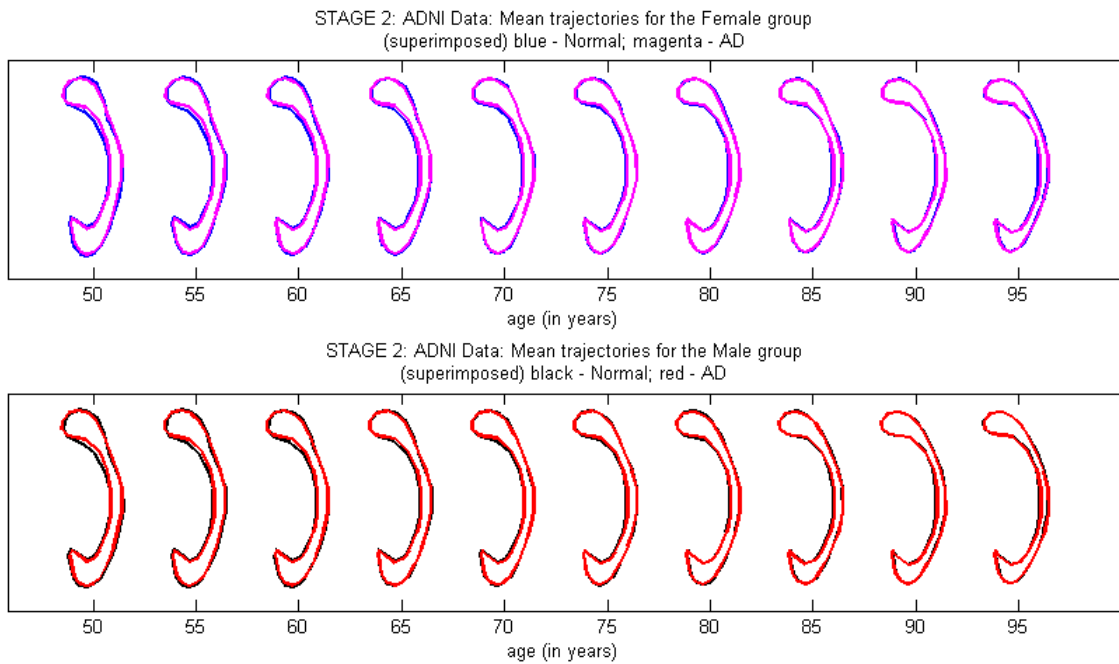 STAGE 2: ADNI Data: Mean trajectories for the Female group
(superimposed) blue - Normal; magenta - AD
50 55 60 65 70 75 80 85 90 95
age (in years)
STAGE 2: ADNI Data: Mean trajectories for the Male group
(superimposed) black - Normal; red - AD
50 55 60 65 70 75 80 85 90 95
age (in years)